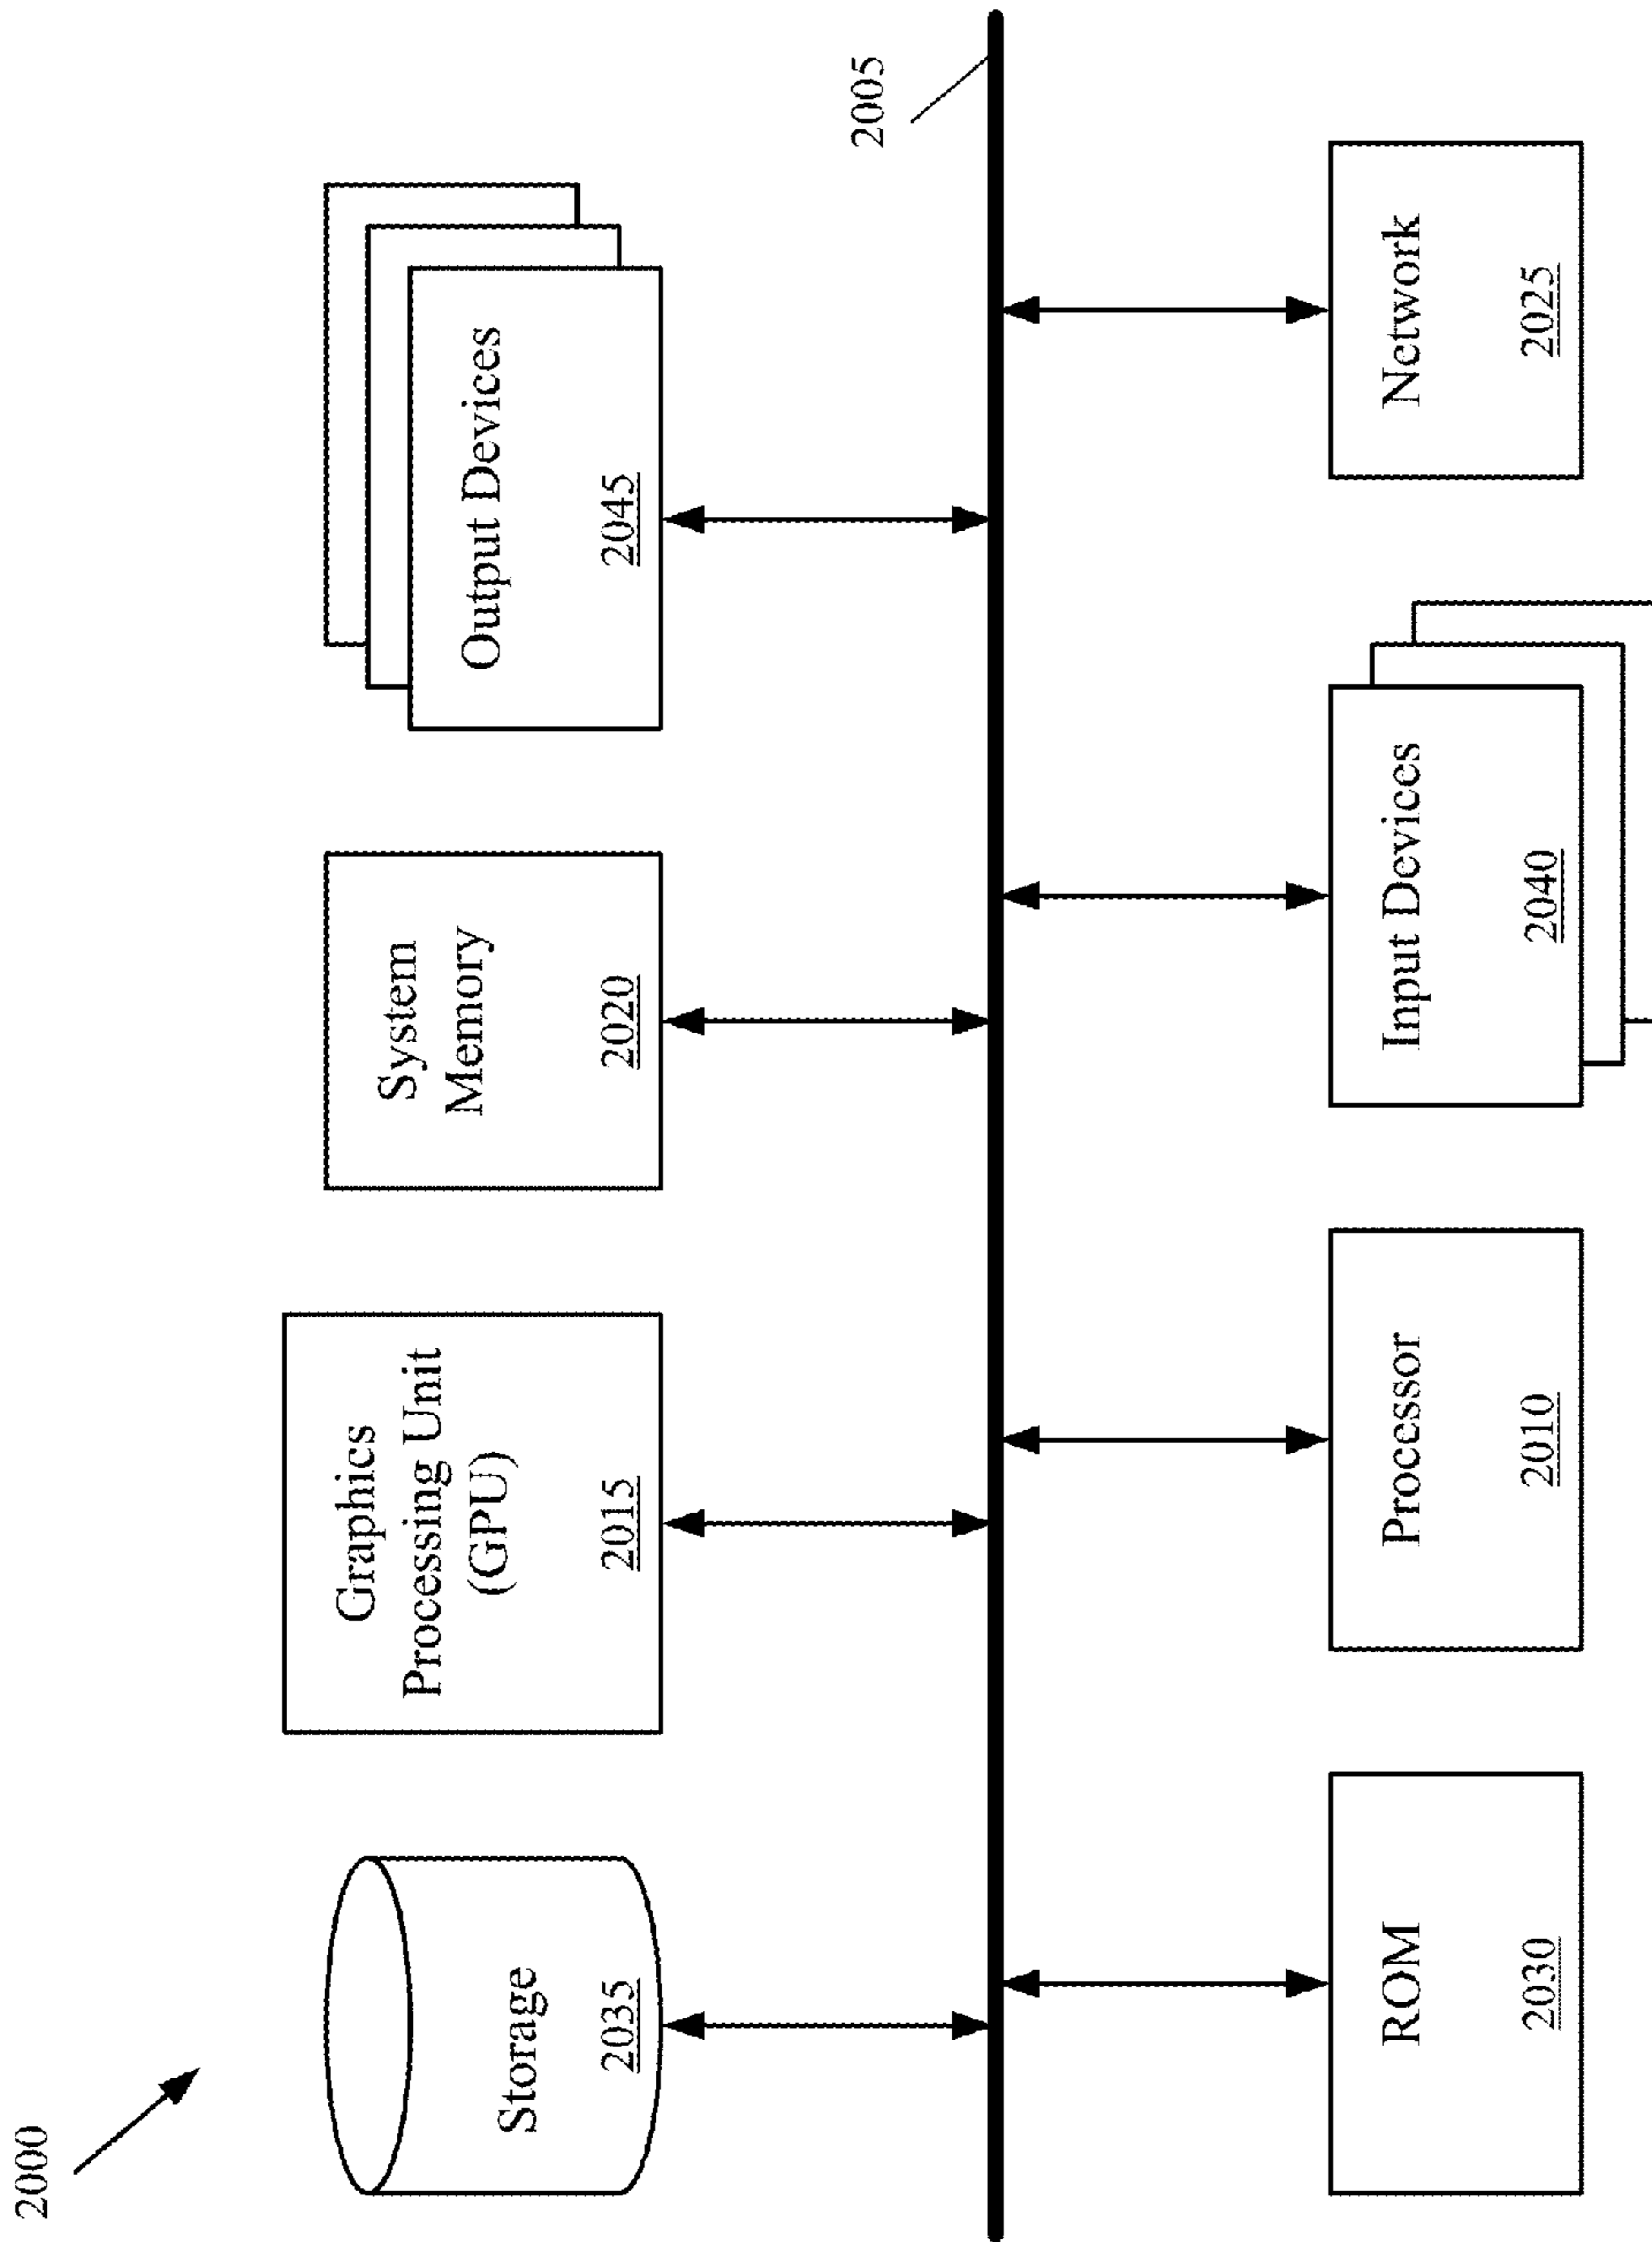 2000
Storage
2035
Graphics
Processing Unit
(GPU)
2015
System
Memory
2020
Output Devices
2045
2005
ROM
2030
Processor
2010
Input Devices
2040
Network
2025